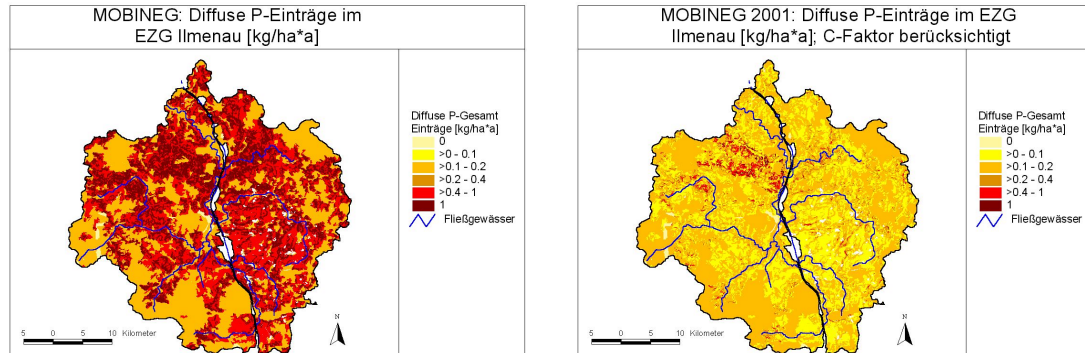 MOBINEG: Diffuse P-Einträge im
EZG Ilmenau [kg/ha*a]
Diffuse P-Gesamt
Einträge [kg/ha*a]
0
>0 - 0.1
>0.1 - 0.2
>0.2 - 0.4
>0.4 - 1
1
Fließgewässer
5 0 5 10 Kilometer
N
MOBINEG 2001: Diffuse P-Einträge im EZG
Ilmenau [kg/ha*a]; C-Faktor berücksichtigt
Diffuse P-Gesamt
Einträge [kg/ha*a]
0
>0 - 0.1
>0.1 - 0.2
>0.2 - 0.4
>0.4 - 1
1
Fließgewässer
5 0 5 10 Kilometer
N